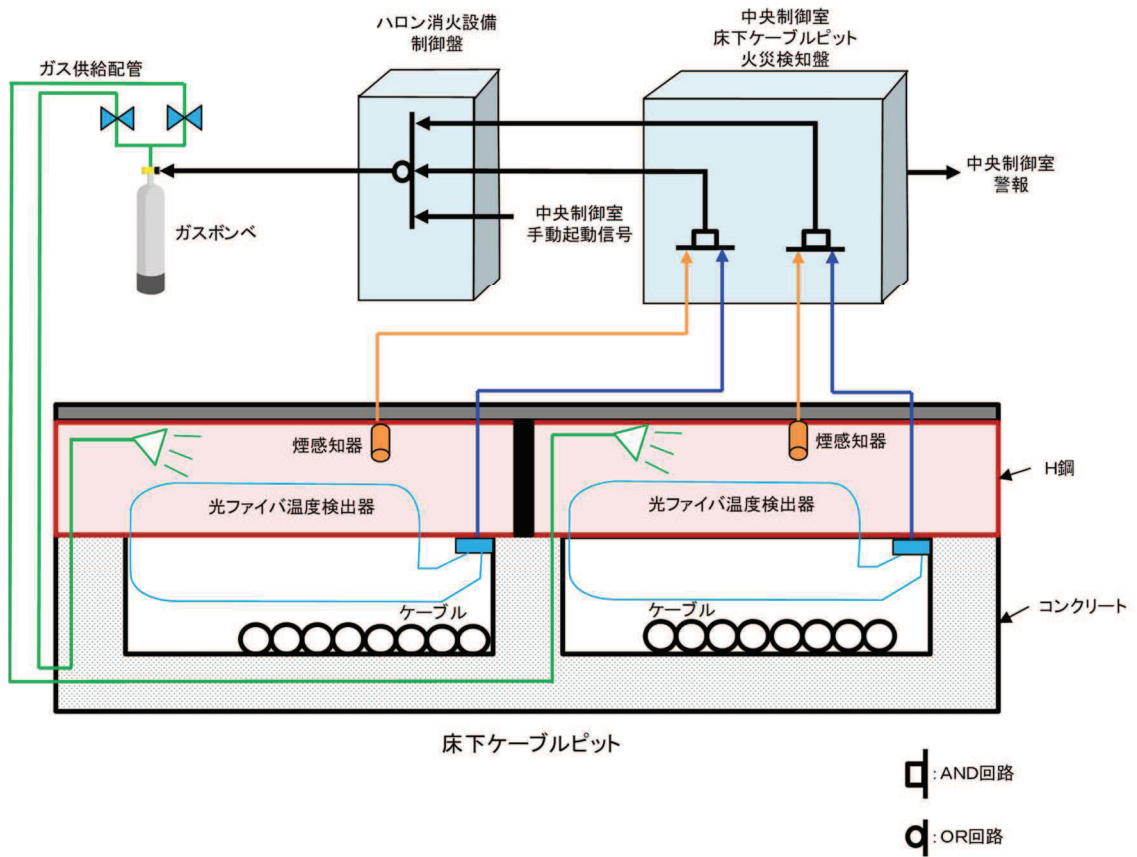 ハロン消火設備
制御盤
中央制御室
床下ケーブルピット
火災検知盤
ガス供給配管
中央制御室
警報
ガスボンベ
中央制御室
手動起動信号
煙感知器
煙感知器
H鋼
光ファイバ温度検出器
光ファイバ温度検出器
ケーブル
ケーブル
コンクリート
床下ケーブルピット
:AND回路
:OR回路